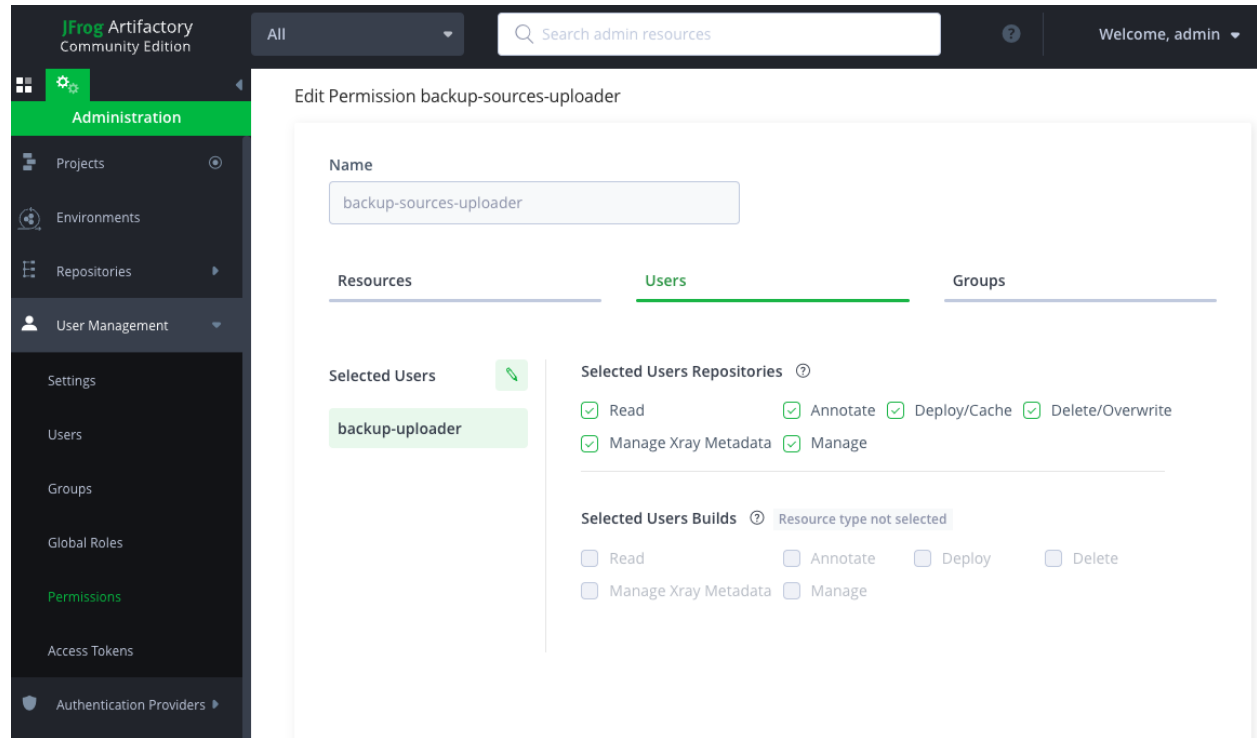 JFrog Artifactory
Community Edition
All
Search admin resources
Welcome, admin
Administration
Projects
Environments
Repositories
User Management
Settings
Users
Groups
Global Roles
Permissions
Access Tokens
Authentication Providers
Edit Permission backup-sources-uploader
Name
backup-sources-uploader
Resources Users Groups
Selected Users
backup-uploader
Selected Users Repositories ?
Read Annotate Deploy/Cache Delete/Overwrite
Manage Xray Metadata Manage
Selected Users Builds ? Resource type not selected
Read Annotate Deploy Delete
Manage Xray Metadata Manage